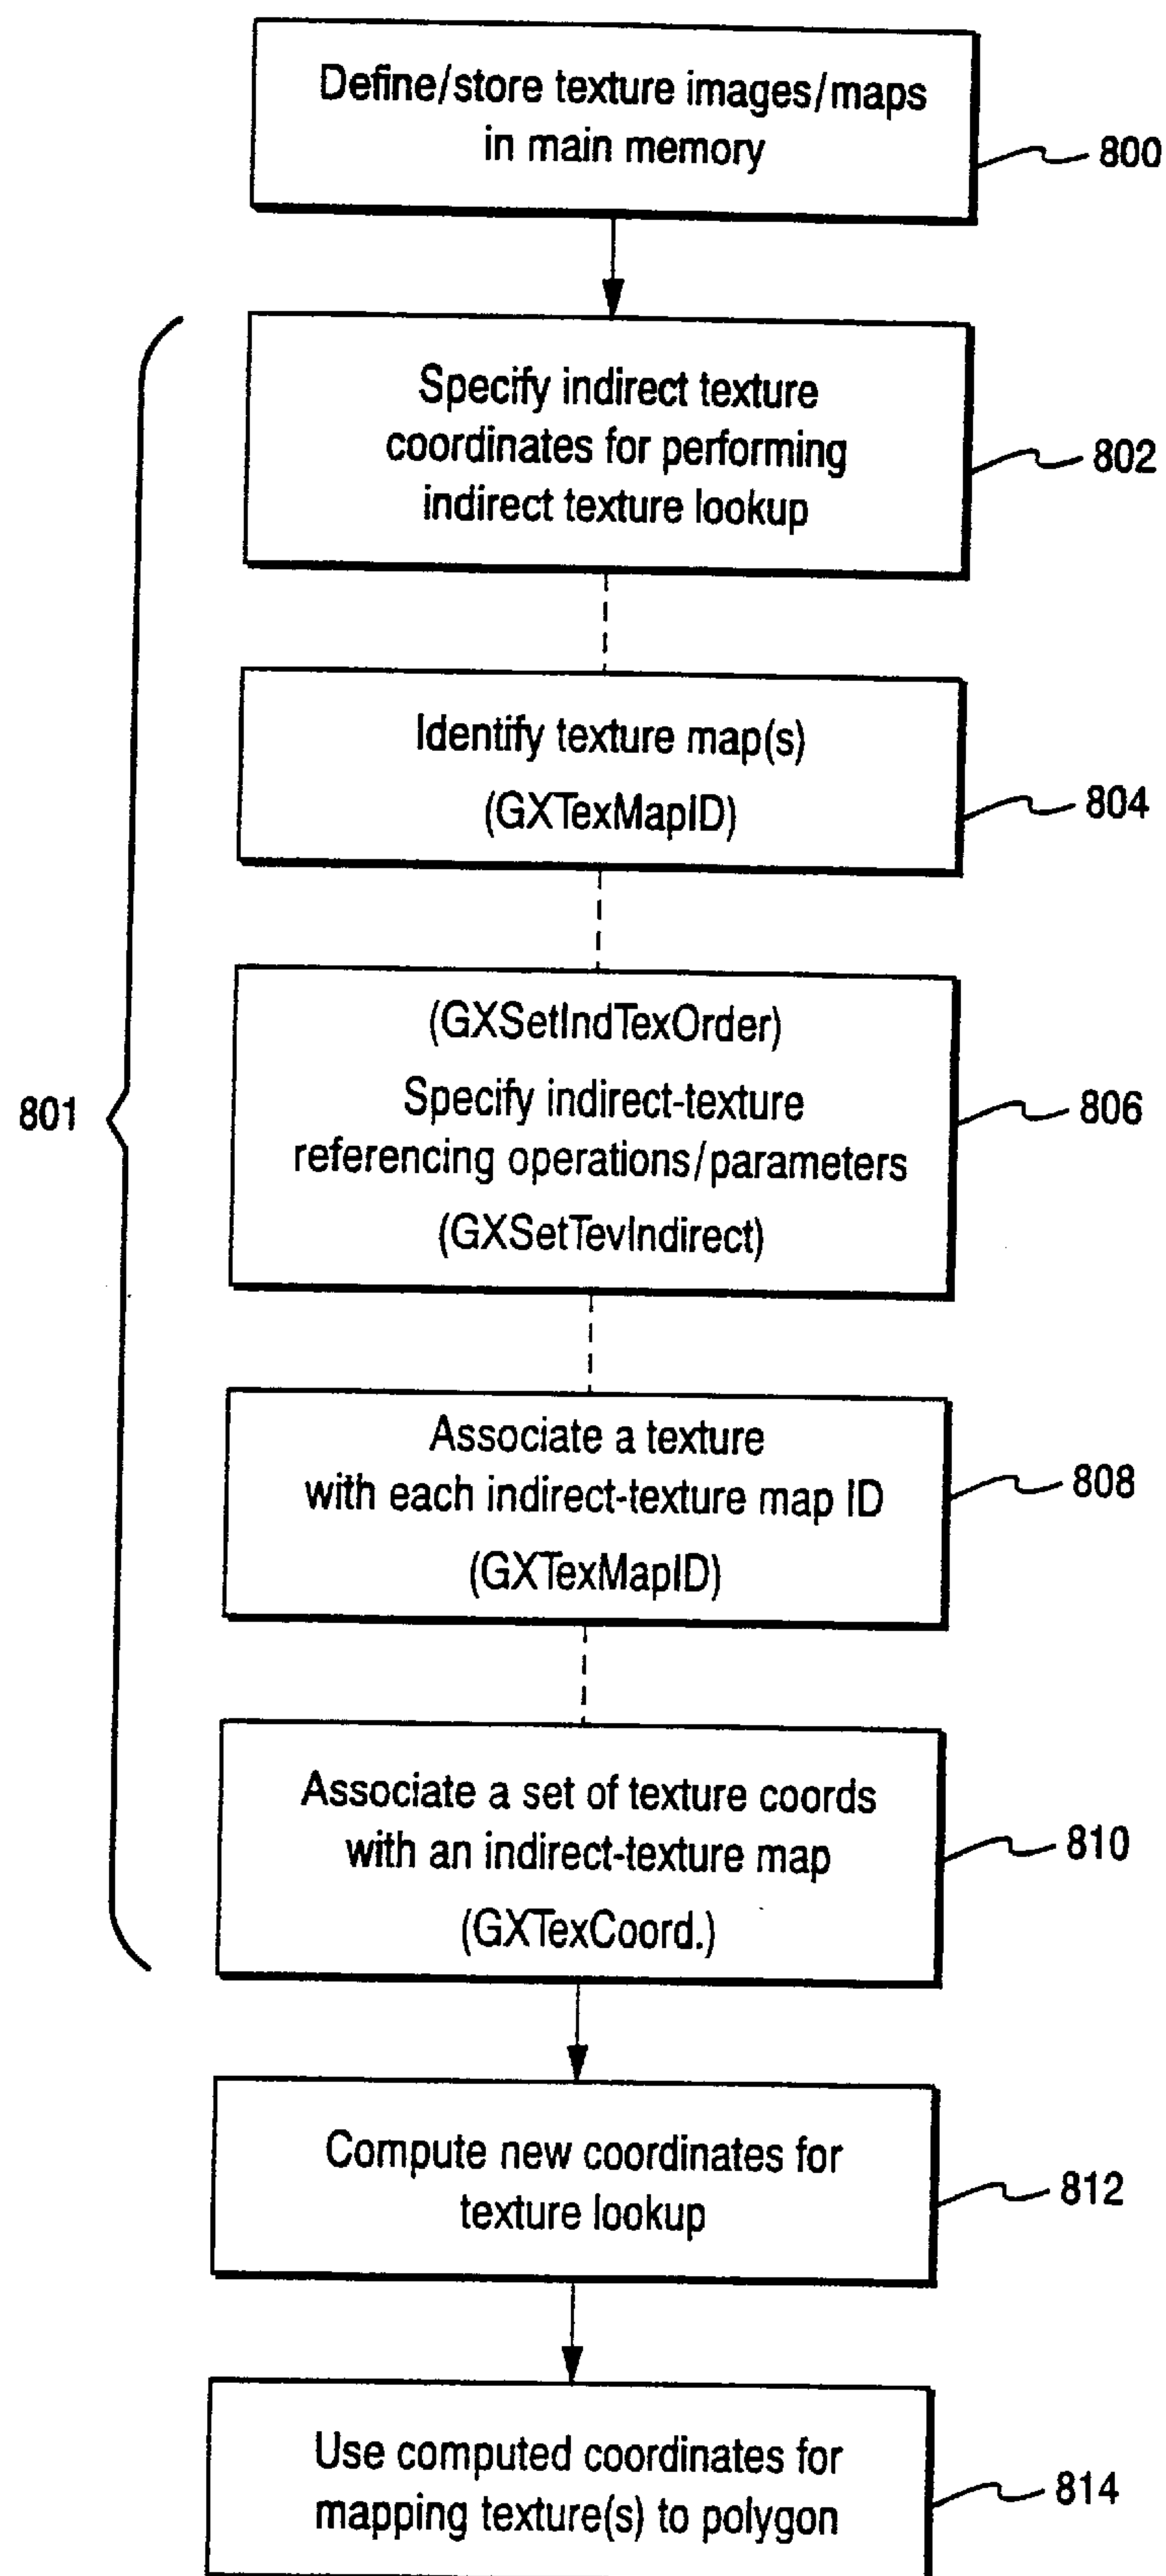 Define/store texture images/maps
in main memory
800
Specify indirect texture
coordinates for performing
indirect texture lookup
802
Identify texture map(s)
(GXTexMapID)
804
801
(GXSetIndTexOrder)
Specify indirect-texture
referencing operations/parameters
(GXSetTevIndirect)
806
Associate a texture
with each indirect-texture map ID
(GXTexMapID)
808
Associate a set of texture coords
with an indirect-texture map
(GXTexCoord.)
810
Compute new coordinates for
texture lookup
812
Use computed coordinates for
mapping texture(s) to polygon
814